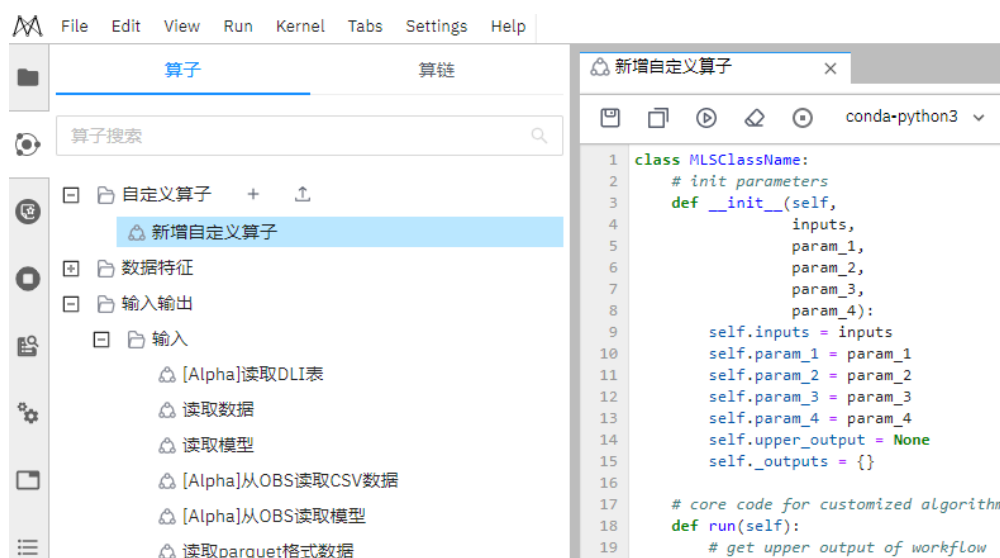 File Edit View Run Kernel Tabs Settings Help
算子 算链
算子搜索
自定义算子 +
新增自定义算子
数据特征
输入输出
输入
[Alpha]读取DLI表
读取数据
读取模型
[Alpha]从OBS读取CSV数据
[Alpha]从OBS读取模型
读取parquet格式数据
新增自定义算子
conda-python3
1 class MLSClassName:
2 # init parameters
3 def __init__(self,
4 inputs,
5 param_1,
6 param_2,
7 param_3,
8 param_4):
9 self.inputs = inputs
10 self.param_1 = param_1
11 self.param_2 = param_2
12 self.param_3 = param_3
13 self.param_4 = param_4
14 self.upper_output = None
15 self._outputs = {}
16
17 # core code for customized algorithm
18 def run(self):
19 # get upper output of workflow